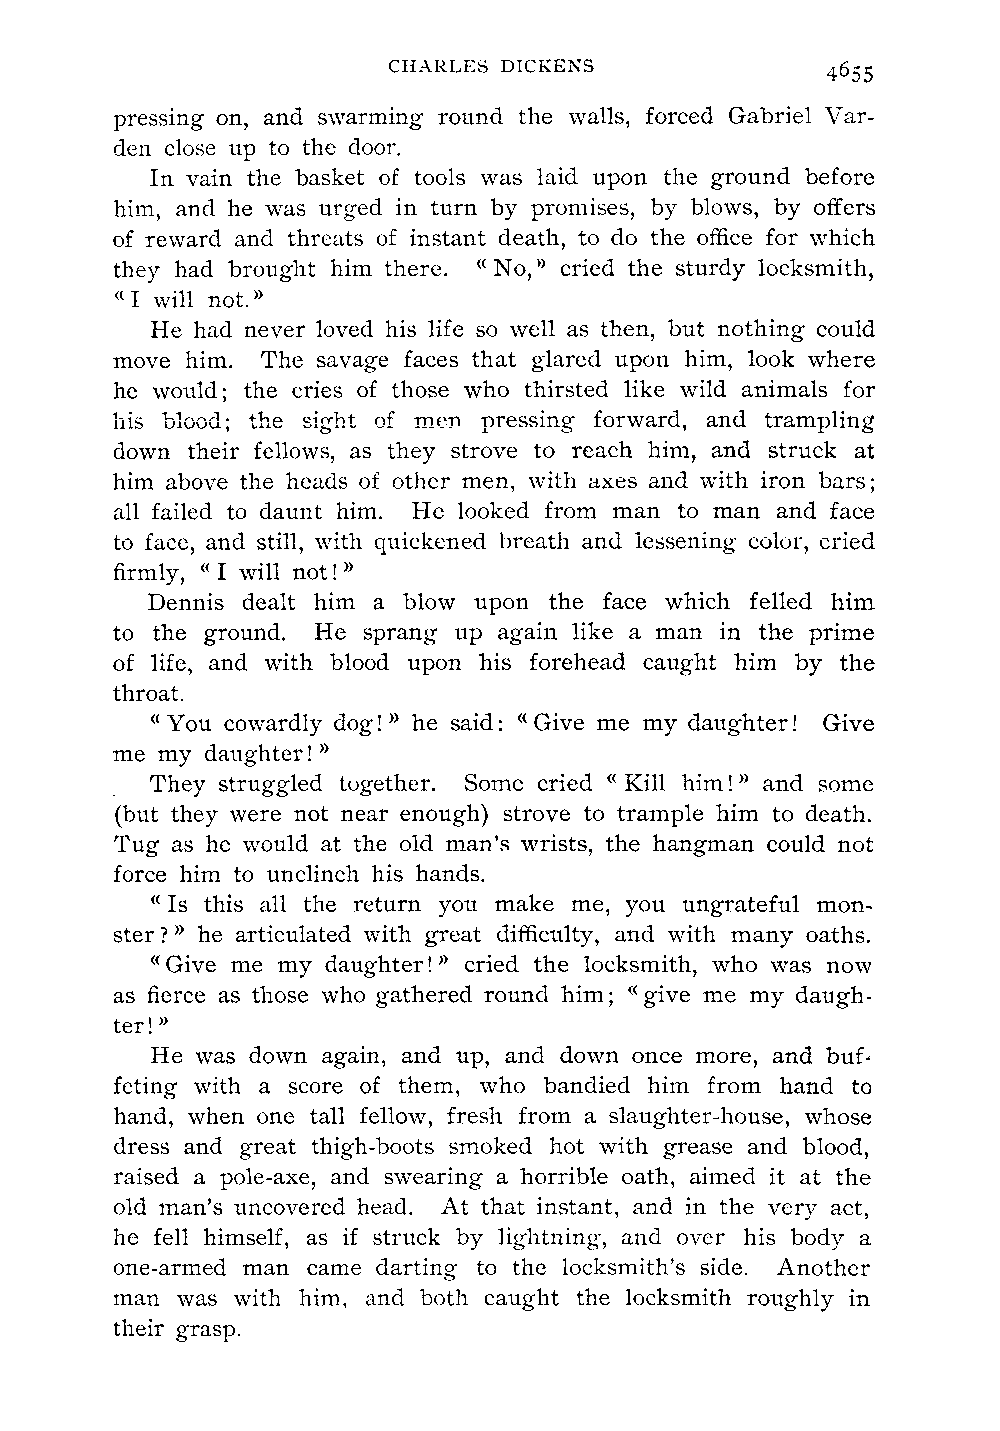 CHARLES DICKENS 4655
pressing on, and swarming round the walls, forced Gabriel Var-
den close up to the door.
In vain the basket of tools was laid upon the ground before
him, and he was urged in turn by promises, by blows, by offers
of reward and threats of instant death, to do the office for which
they had brought him there. « No, » cried the sturdy locksmith,
« I will not. »
He had never loved his life so well as then, but nothing could
move him. The savage faces that glared upon him, look where
he would; the cries of those who thirsted like wild animals for
his blood; the sight of men pressing forward, and trampling
down their fellows, as they strove to reach him, and struck at
him above the heads of other men, with axes and with iron bars;
all failed to daunt him. He looked from man to man and face
to face, and still, with quickened breath and lessening color, cried
firmly, « I will not! »
Dennis dealt him a blow upon the face which felled him
to the ground. He sprang up again like a man in the prime
of life, and with blood upon his forehead caught him by the
throat.
« You cowardly dog! » he said: « Give me my daughter! Give
me my daughter! »
They struggled together. Some cried « Kill him! » and some
(but they were not near enough) strove to trample him to death.
Tug as he would at the old man's wrists, the hangman could not
force him to unclinch his hands.
« Is this all the return you make me, you ungrateful mon-
ster? » he articulated with great difficulty, and with many oaths.
« Give me my daughter! » cried the locksmith, who was now
as fierce as those who gathered round him; « give me my daugh-
ter! »
He was down again, and up, and down once more, and buf-
feting with a score of them, who bandied him from hand to
hand, when one tall fellow, fresh from a slaughter-house, whose
dress and great thigh-boots smoked hot with grease and blood,
raised a pole-axe, and swearing a horrible oath, aimed it at the
old man's uncovered head. At that instant, and in the very act,
he fell himself, as if struck by lightning, and over his body a
one-armed man came darting to the locksmith's side. Another
man was with him, and both caught the locksmith roughly in
their grasp.